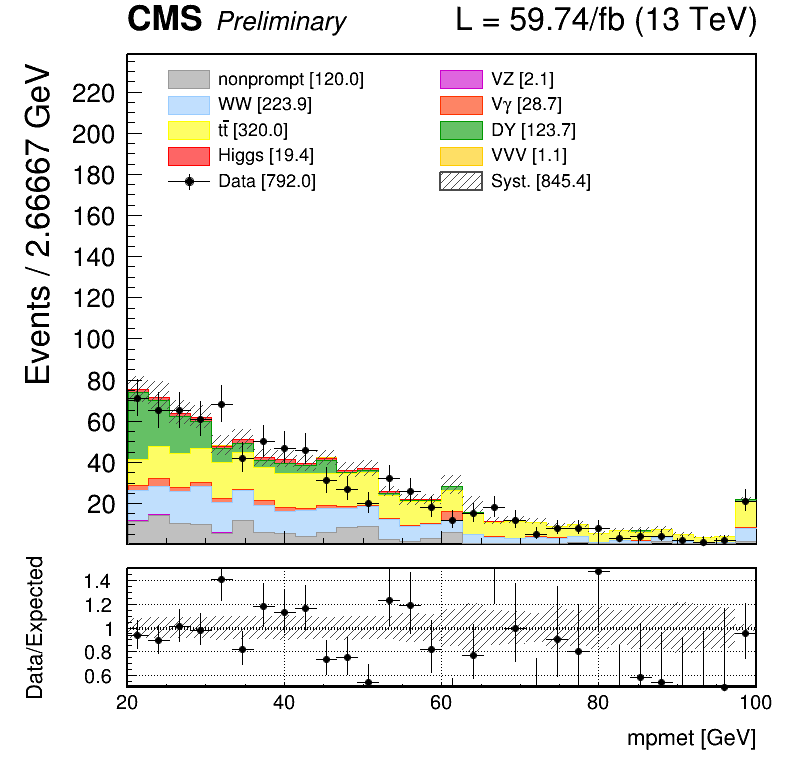 CMS Preliminary L = 59.74/fb (13 TeV)
Events / 2.66667 GeV
220
200
180
160
140
120
100
80
60
40
20
nonprompt [120.0] VZ [2.1]
WW [223.9] Vγ [28.7]
tt̄ [320.0] DY [123.7]
Higgs [19.4] VVV [1.1]
Data [792.0] Syst. [845.4]
Data/Expected
1.4
1.2
1
0.8
0.6
20 40 60 80 100
mpmet [GeV]